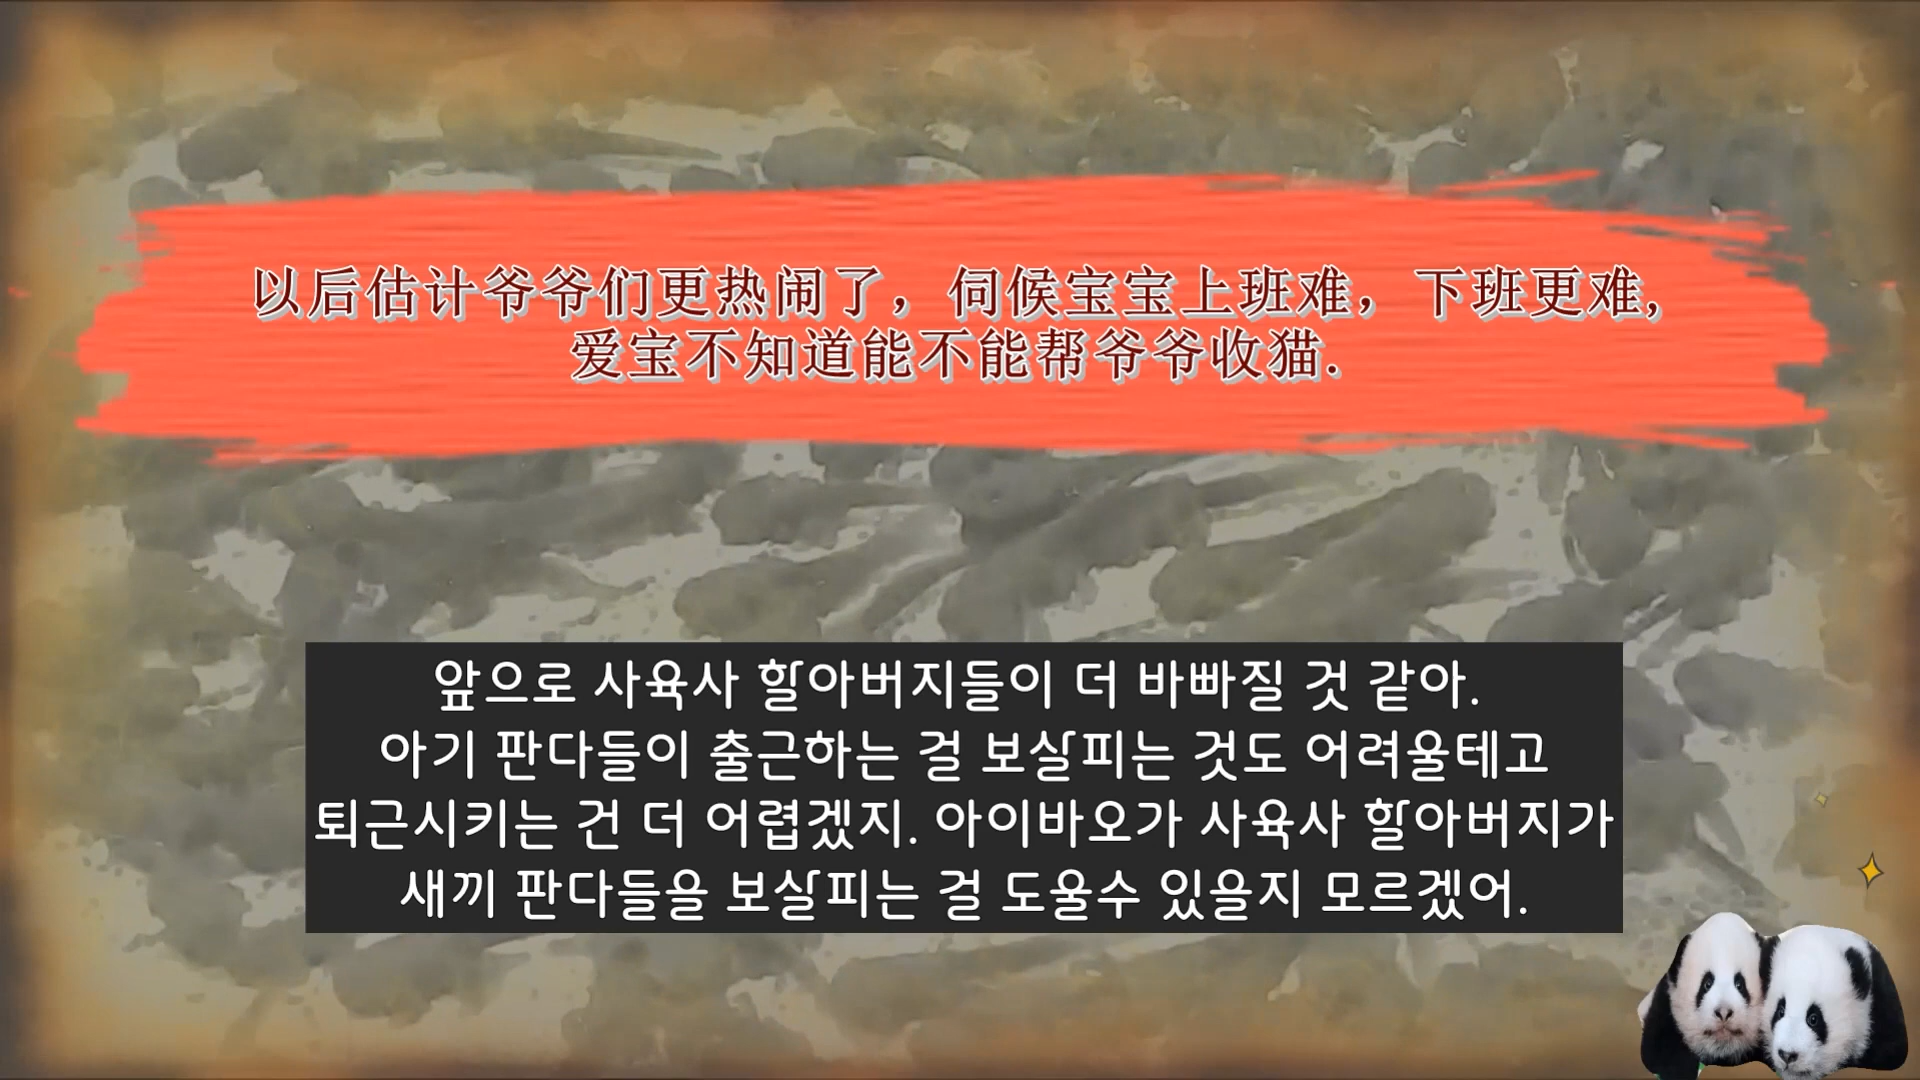 以后估计爷爷们更热闹了，伺候宝宝上班难，下班更难,
爱宝不知道能不能帮爷爷收猫.
앞으로 사육사 할아버지들이 더 바빠질 것 같아.
아기 판다들이 출근하는 걸 보살피는 것도 어려울테고
퇴근시키는 건 더 어렵겠지. 아이바오가 사육사 할아버지가
새끼 판다들을 보살피는 걸 도울수 있을지 모르겠어.